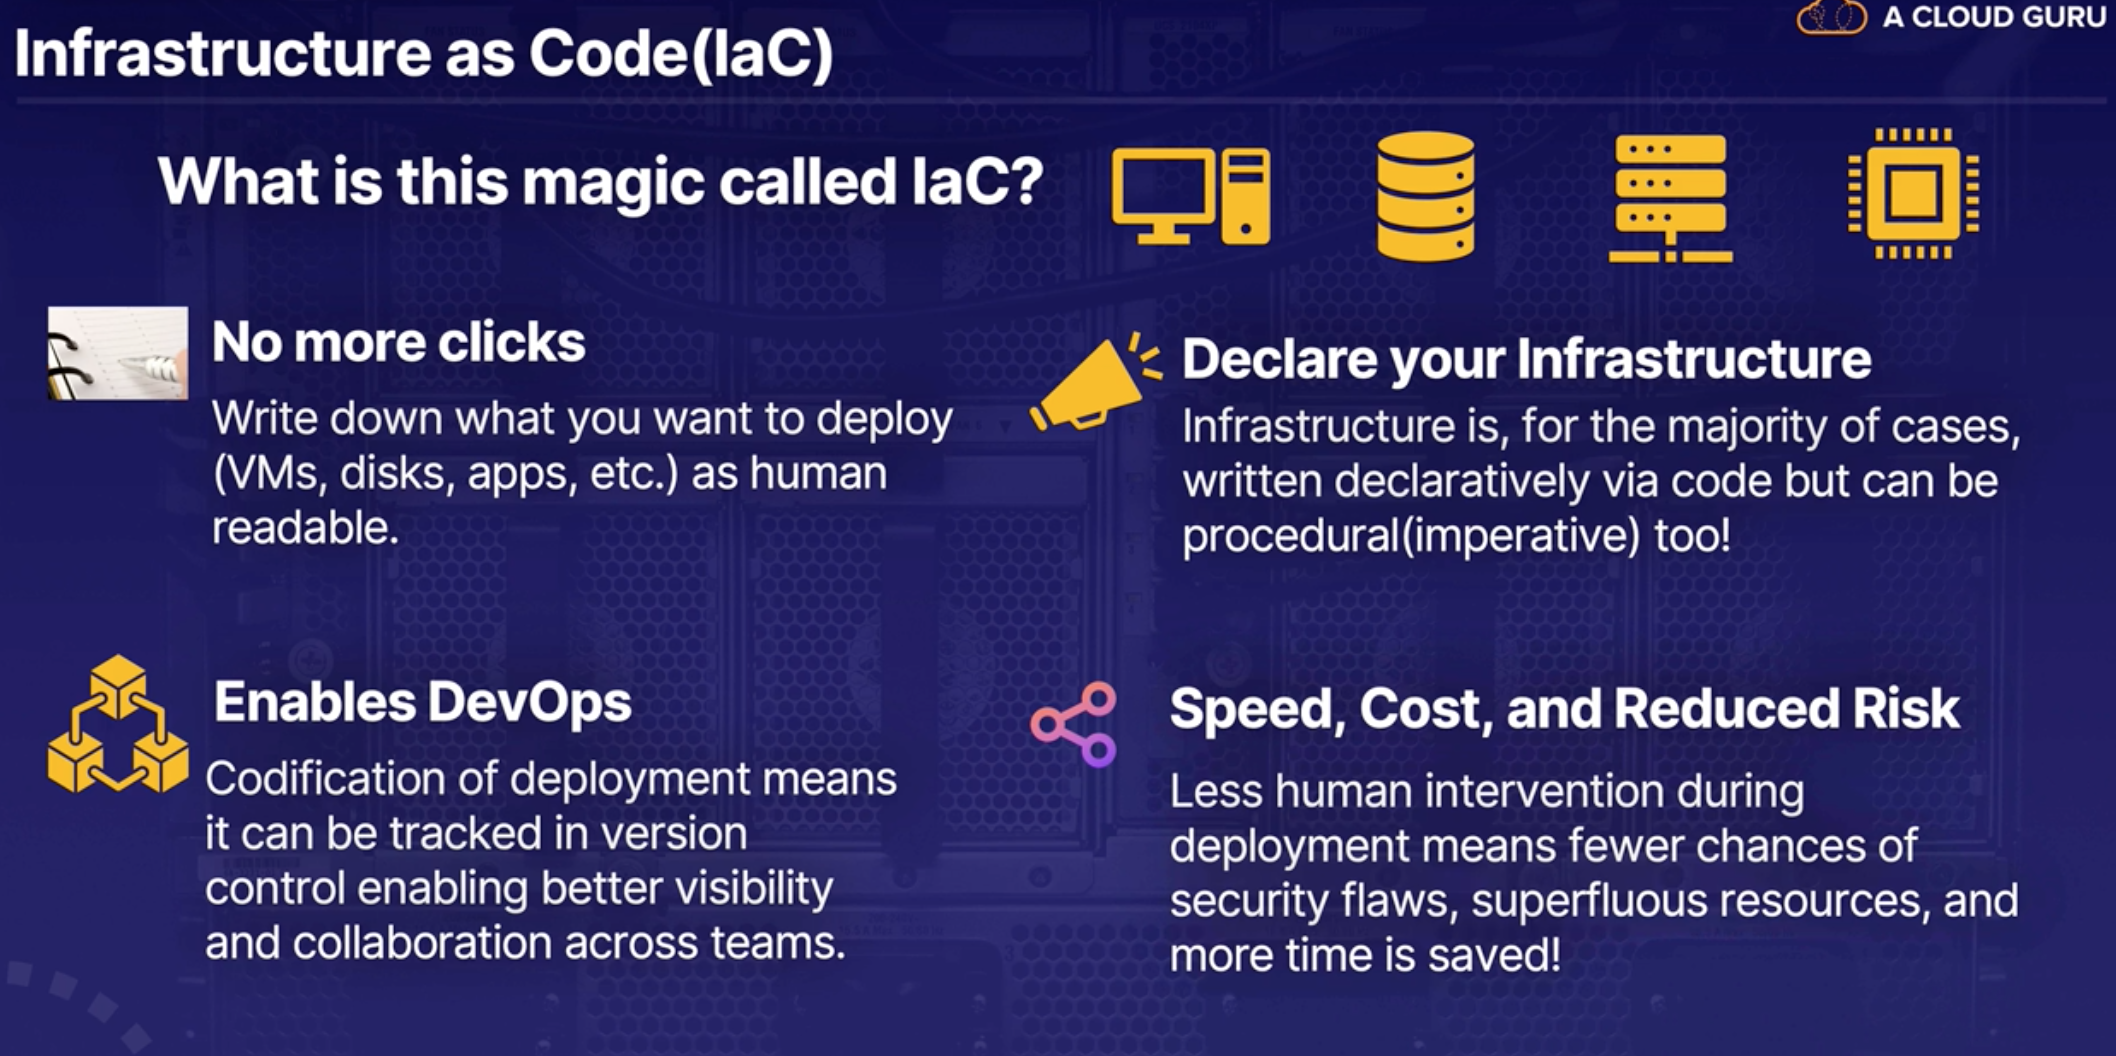 A CLOUD GURU
Infrastructure as Code(IaC)
What is this magic called IaC?
No more clicks
Write down what you want to deploy
(VMs, disks, apps, etc.) as human
readable.
Declare your Infrastructure
Infrastructure is, for the majority of cases,
written declaratively via code but can be
procedural(imperative) too!
Enables DevOps
Codification of deployment means
it can be tracked in version
control enabling better visibility
and collaboration across teams.
Speed, Cost, and Reduced Risk
Less human intervention during
deployment means fewer chances of
security flaws, superfluous resources, and
more time is saved!